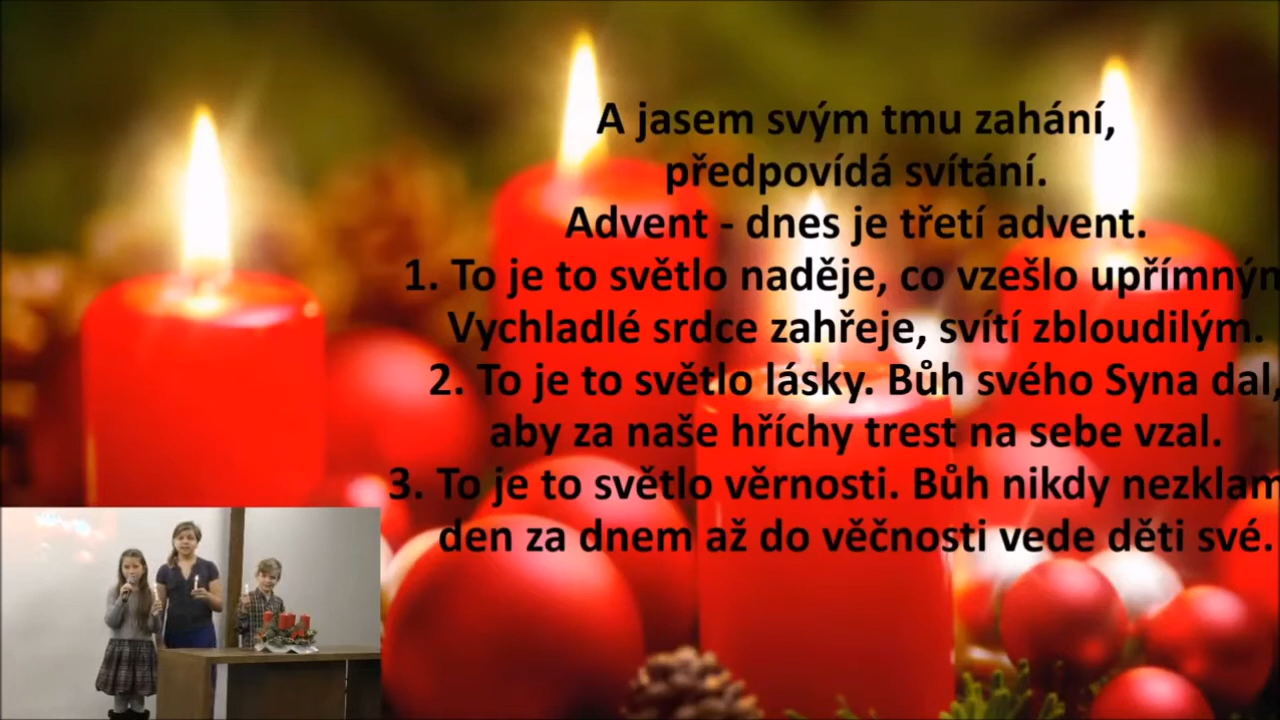 A jasem svým tmu zahání,
předpovídá svítání.
Advent - dnes je třetí advent.
1. To je to světlo naděje, co vzešlo
Vychladlé srdce zahřeje, svítí zbloudilým.
2. To je to světlo lásky. Bůh svého Syna dal,
aby za naše hříchy trest na sebe vzal.
3. To je to světlo věrnosti. Bůh nikdy
den za dnem až do věčnosti vede děti své.